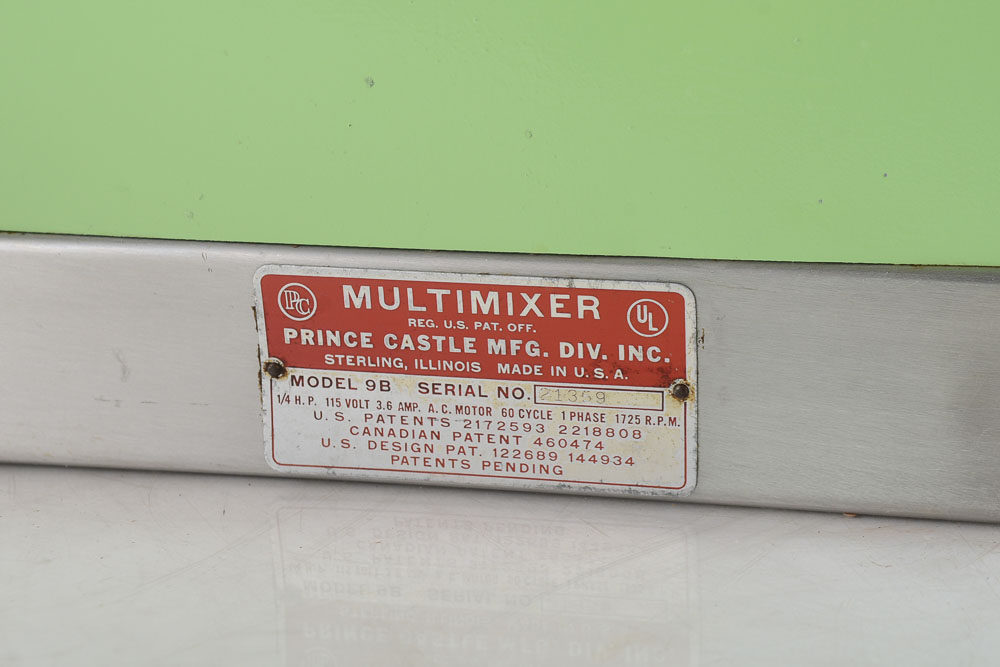 PC MULTIMIXER UL
REG. U.S. PAT. OFF.
PRINCE CASTLE MFG. DIV. INC.
STERLING, ILLINOIS MADE IN U.S.A.
MODEL 9B SERIAL NO.
1/4 H.P. 115 VOLT 3.6 AMP. A.C. MOTOR 60 CYCLE 1 PHASE 1725 R.P.M.
U.S. PATENTS 2172593 2218808
CANADIAN PATENT 460474
U.S. DESIGN PAT. 122689 144934
PATENTS PENDING